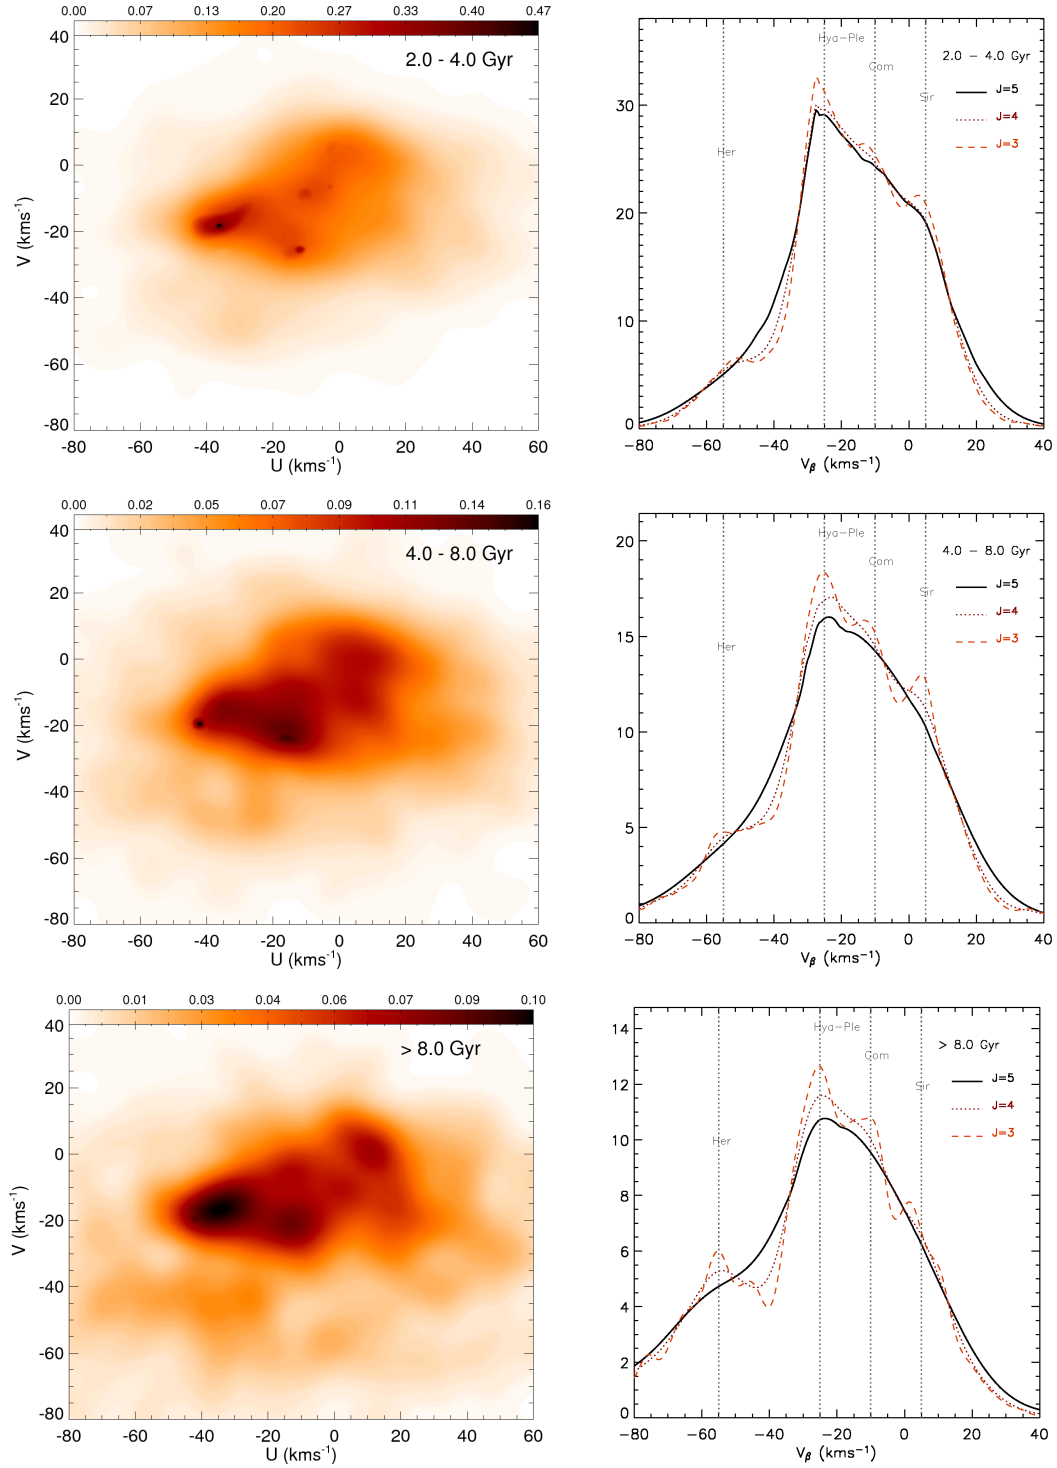 0.00 0.07 0.13 0.20 0.27 0.33 0.40 0.47
2.0 - 4.0 Gyr
40
20
0
-20
-40
-60
-80
V (kms-1)
-80 -60 -40 -20 0 20 40 60
U (kms-1)
Hya-Ple
Com
Sir
Her
2.0 - 4.0 Gyr
J=5
J=4
J=3
30
20
10
0
-80 -60 -40 -20 0 20 40
Vβ (kms-1)
0.00 0.02 0.05 0.07 0.09 0.11 0.14 0.16
4.0 - 8.0 Gyr
40
20
0
-20
-40
-60
-80
V (kms-1)
-80 -60 -40 -20 0 20 40 60
U (kms-1)
Hya-Ple
Com
Sir
Her
4.0 - 8.0 Gyr
J=5
J=4
J=3
20
15
10
5
0
-80 -60 -40 -20 0 20 40
Vβ (kms-1)
0.00 0.01 0.03 0.04 0.06 0.07 0.09 0.10
> 8.0 Gyr
40
20
0
-20
-40
-60
-80
V (kms-1)
-80 -60 -40 -20 0 20 40 60
U (kms-1)
Hya-Ple
Com
Sir
Her
> 8.0 Gyr
J=5
J=4
J=3
14
12
10
8
6
4
2
0
-80 -60 -40 -20 0 20 40
Vβ (kms-1)